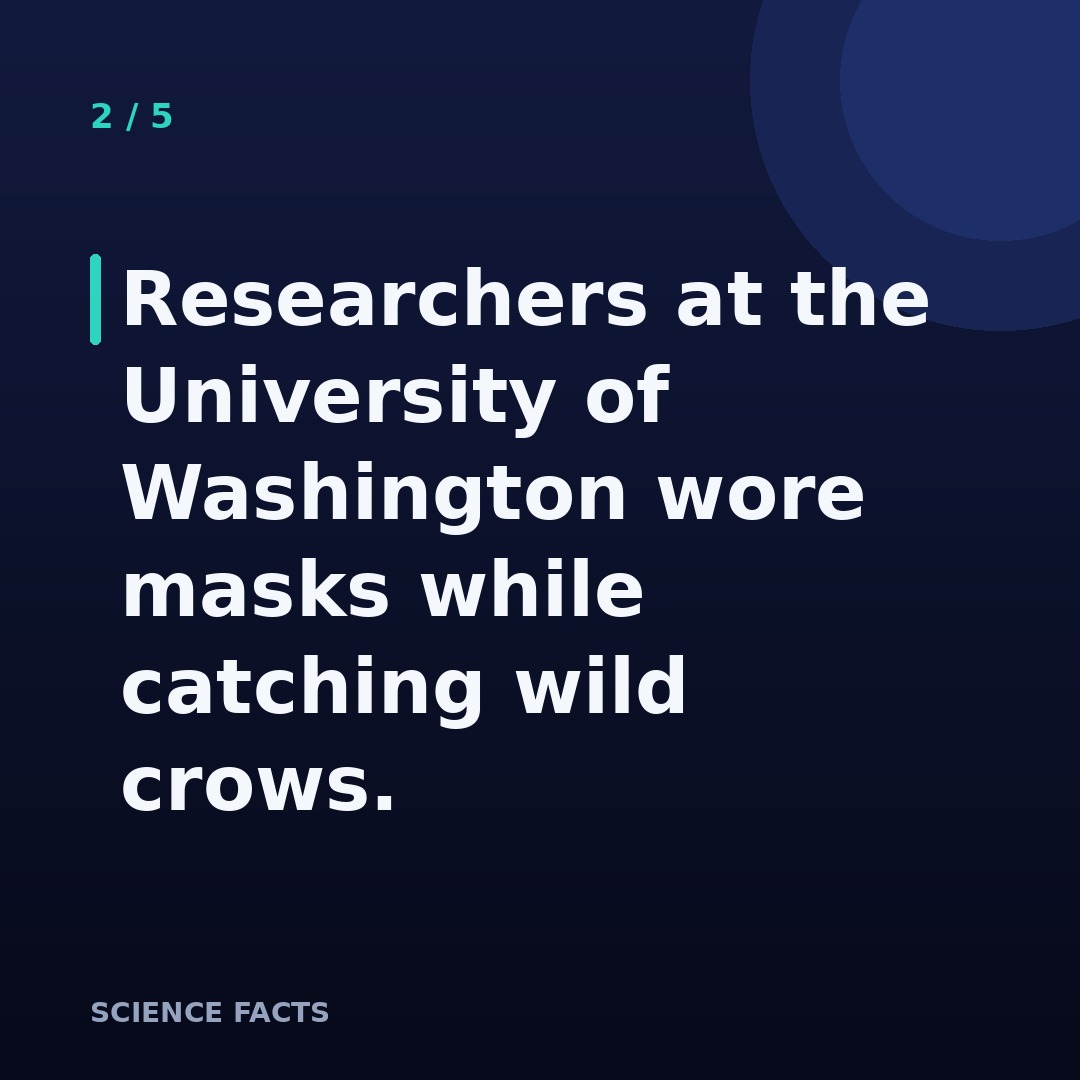 2 / 5
Researchers at the
University of
Washington wore
masks while
catching wild
crows.
SCIENCE FACTS